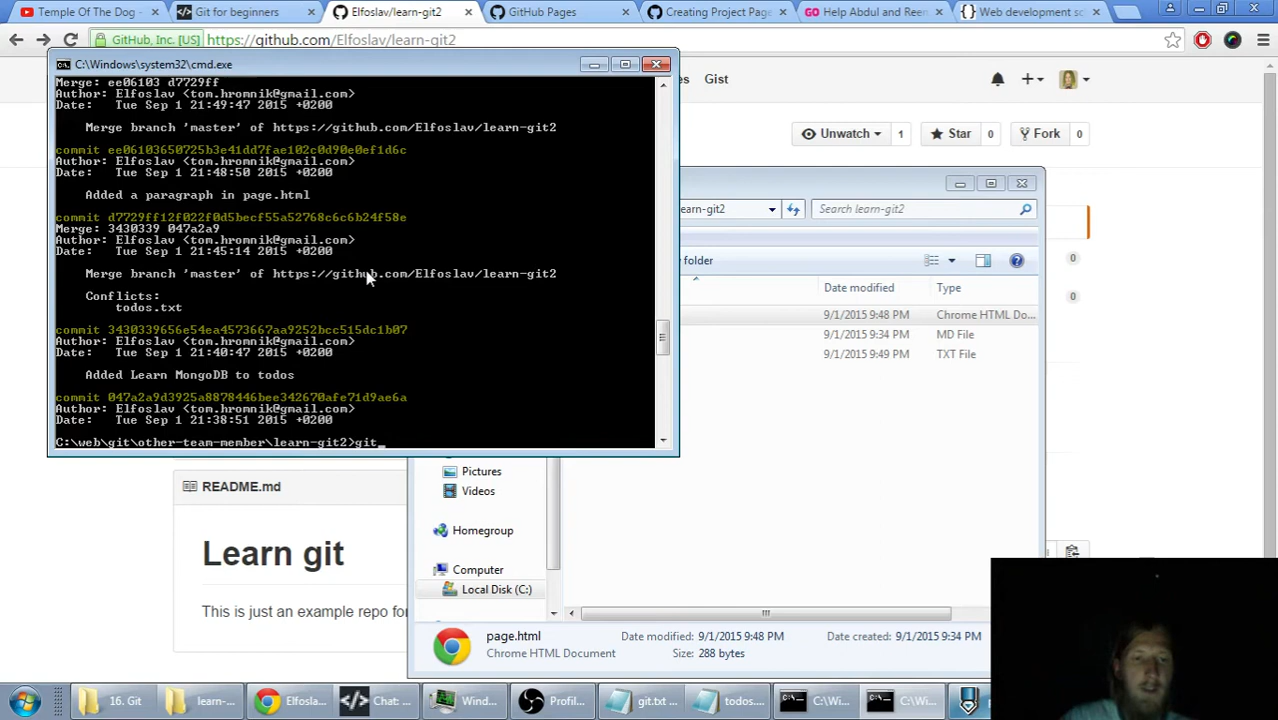 Temple Of The Dog -
Git for beginners
Elfoslav/learn-git2
GitHub Pages
Creating Project Page
Help Abdul and Reem
Web development so
GitHub, Inc. [US]
https://github.com/Elfoslav/learn-git2
C:\Windows\system32\cmd.exe
Gist
Unwatch
1
Star
0
Fork
0
Merge: ee06103 d7729ff
Author: Elfoslav <tom.hromnik@gmail.com>
Date:   Tue Sep 1 21:49:47 2015 +0200
Merge branch 'master' of https://github.com/Elfoslav/learn-git2
commit ee06103650725b3e41dd7fae102c0d90e0ef1d6c
Author: Elfoslav <tom.hromnik@gmail.com>
Date:   Tue Sep 1 21:48:50 2015 +0200
Added a paragraph in page.html
commit d7729ff12f022f0d5becf55a52768c6c6b24f58e
Merge: 3430339 047a2a9
Author: Elfoslav <tom.hromnik@gmail.com>
Date:   Tue Sep 1 21:45:14 2015 +0200
Merge branch 'master' of https://github.com/Elfoslav/learn-git2
Conflicts:
todos.txt
commit 3430339656e54ea4573667aa9252bcc515dc1b07
Author: Elfoslav <tom.hromnik@gmail.com>
Date:   Tue Sep 1 21:40:47 2015 +0200
Added Learn MongoDB to todos
commit 047a2a9d3925a8878446bee342670afe71d9ae6a
Author: Elfoslav <tom.hromnik@gmail.com>
Date:   Tue Sep 1 21:38:51 2015 +0200
C:\web\git\other-team-member\learn-git2>git_
earn-git2
Search learn-git2
folder
Date modified
Type
9/1/2015 9:48 PM
Chrome HTML Do...
9/1/2015 9:34 PM
MD File
9/1/2015 9:49 PM
TXT File
0
0
Pictures
Videos
Homegroup
Computer
Local Disk (C:)
page.html
Date modified: 9/1/2015 9:48 PM
Date created: 9/1/2015 9:34 PM
Chrome HTML Document
Size: 288 bytes
README.md
Learn git
This is just an example repo for
16. Git
learn-...
Elfosla...
Chat: ...
Wind...
Profil...
git.txt ...
todos....
C:\Wi...
C:\Wi...